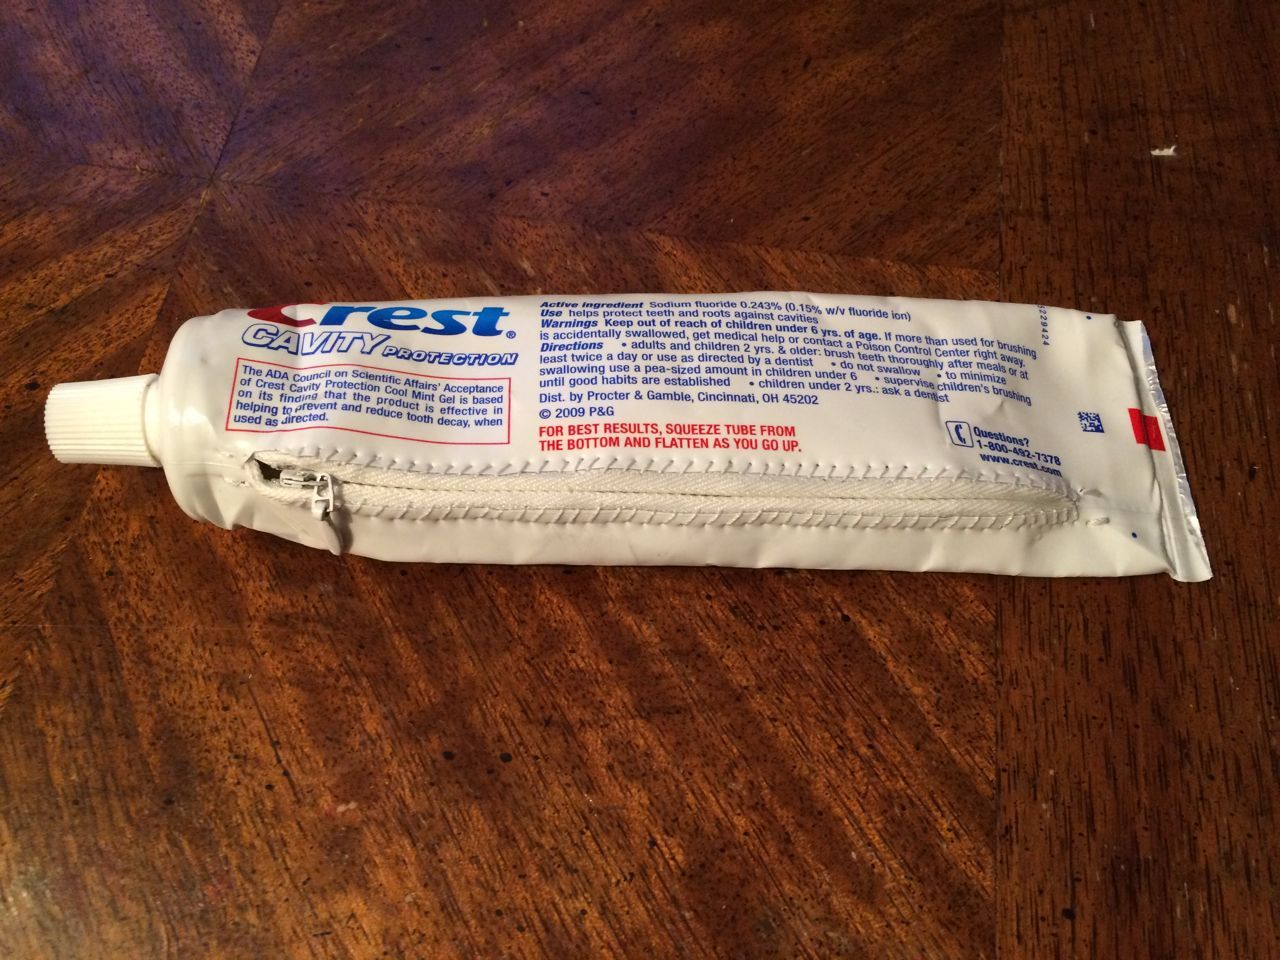 Crest®
CAVITY PROTECTION
The ADA Council on Scientific Affairs' Acceptance
of Crest Cavity Protection Cool Mint Gel is based
on its finding that the product is effective in
helping to prevent and reduce tooth decay, when
used as directed.
Active ingredient Sodium fluoride 0.243% (0.15% w/v fluoride ion)
Use helps protect teeth and roots against cavities
Warnings Keep out of reach of children under 6 yrs. of age. If more than used for brushing
is accidentally swallowed, get medical help or contact a Poison Control Center right away.
Directions • adults and children 2 yrs. & older: brush teeth thoroughly after meals or at
least twice a day or use as directed by a dentist • do not swallow • to minimize
swallowing use a pea-sized amount in children under 6 • supervise children's brushing
until good habits are established • children under 2 yrs.: ask a dentist
Dist. by Procter & Gamble, Cincinnati, OH 45202
© 2009 P&G
FOR BEST RESULTS, SQUEEZE TUBE FROM
THE BOTTOM AND FLATTEN AS YOU GO UP.
Questions?
1-800-492-7378
www.crest.com